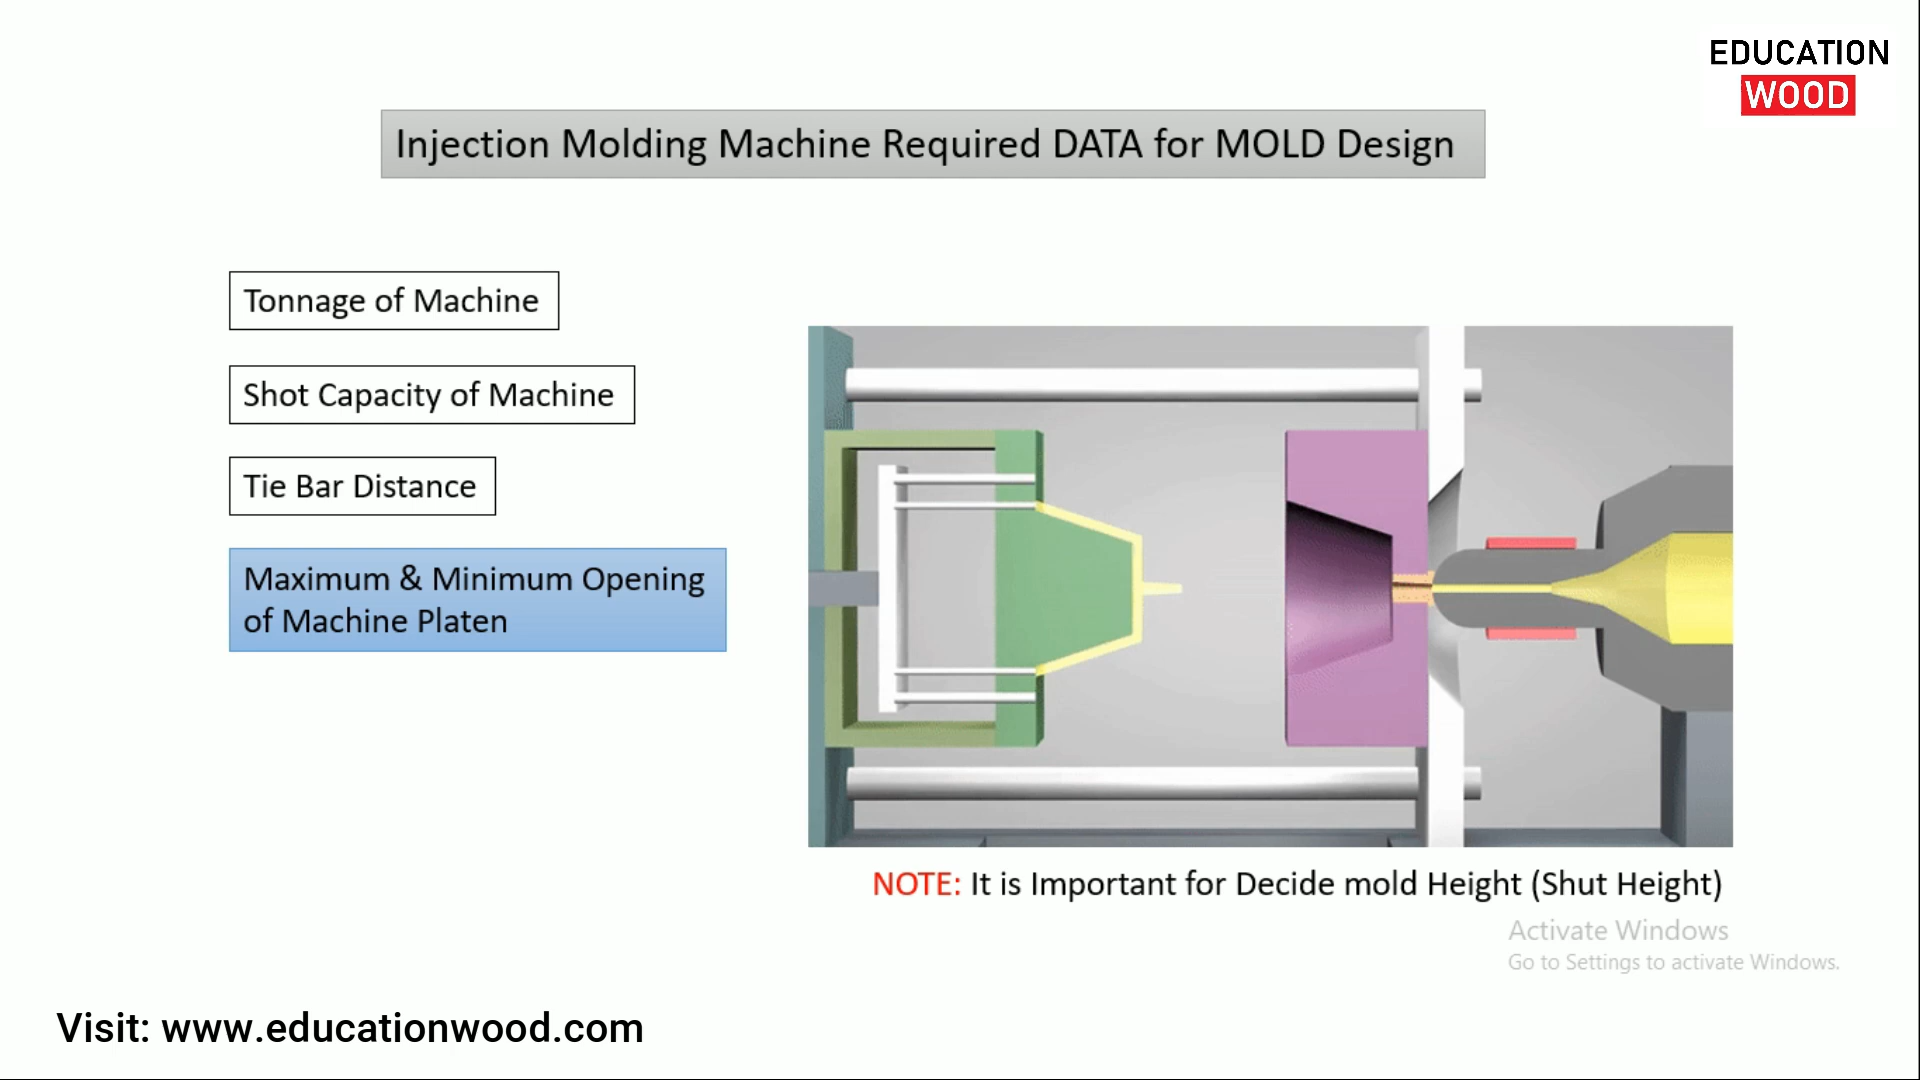 EDUCATION
WOOD
Injection Molding Machine Required DATA for MOLD Design
Tonnage of Machine
Shot Capacity of Machine
Tie Bar Distance
Maximum & Minimum Opening
of Machine Platen
NOTE: It is Important for Decide mold Height (Shut Height)
Activate Windows
Go to Settings to activate Windows.
Visit: www.educationwood.com